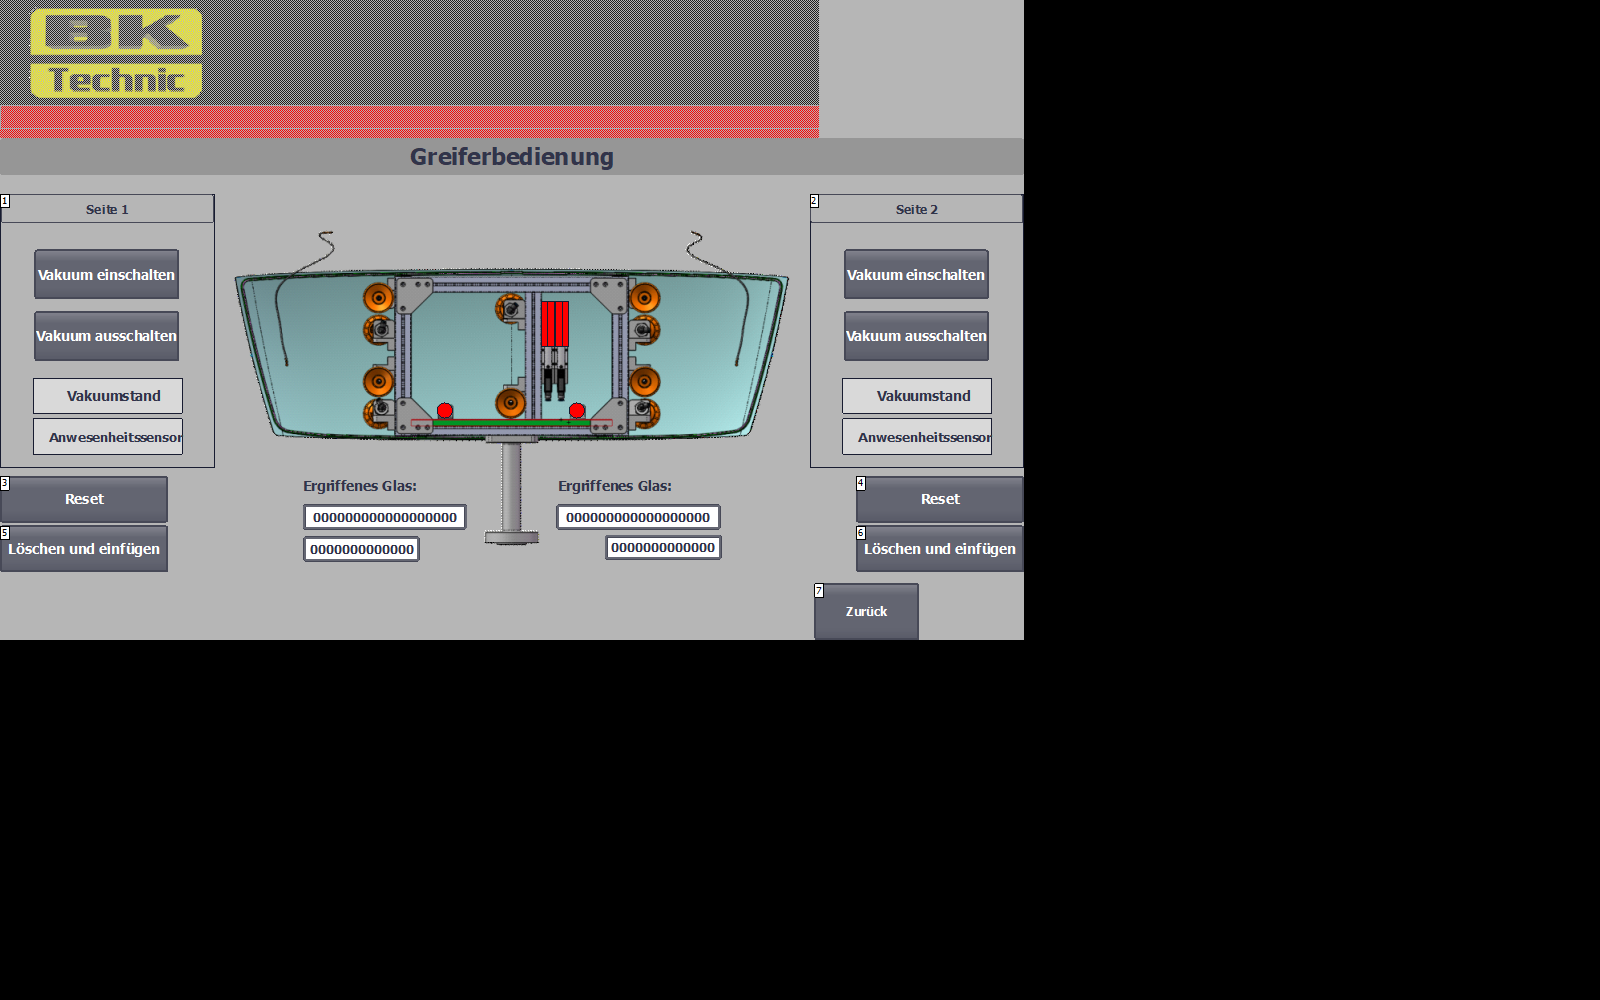 BK
Technic
Greiferbedienung
1
Seite 1
Vakuum einschalten
Vakuum ausschalten
Vakuumstand
Anwesenheitssensor
2
Seite 2
Vakuum einschalten
Vakuum ausschalten
Vakuumstand
Anwesenheitssensor
3
Reset
5
Löschen und einfügen
Ergriffenes Glas:
0000000000000000000
0000000000000
Ergriffenes Glas:
0000000000000000000
0000000000000
4
Reset
6
Löschen und einfügen
7
Zurück